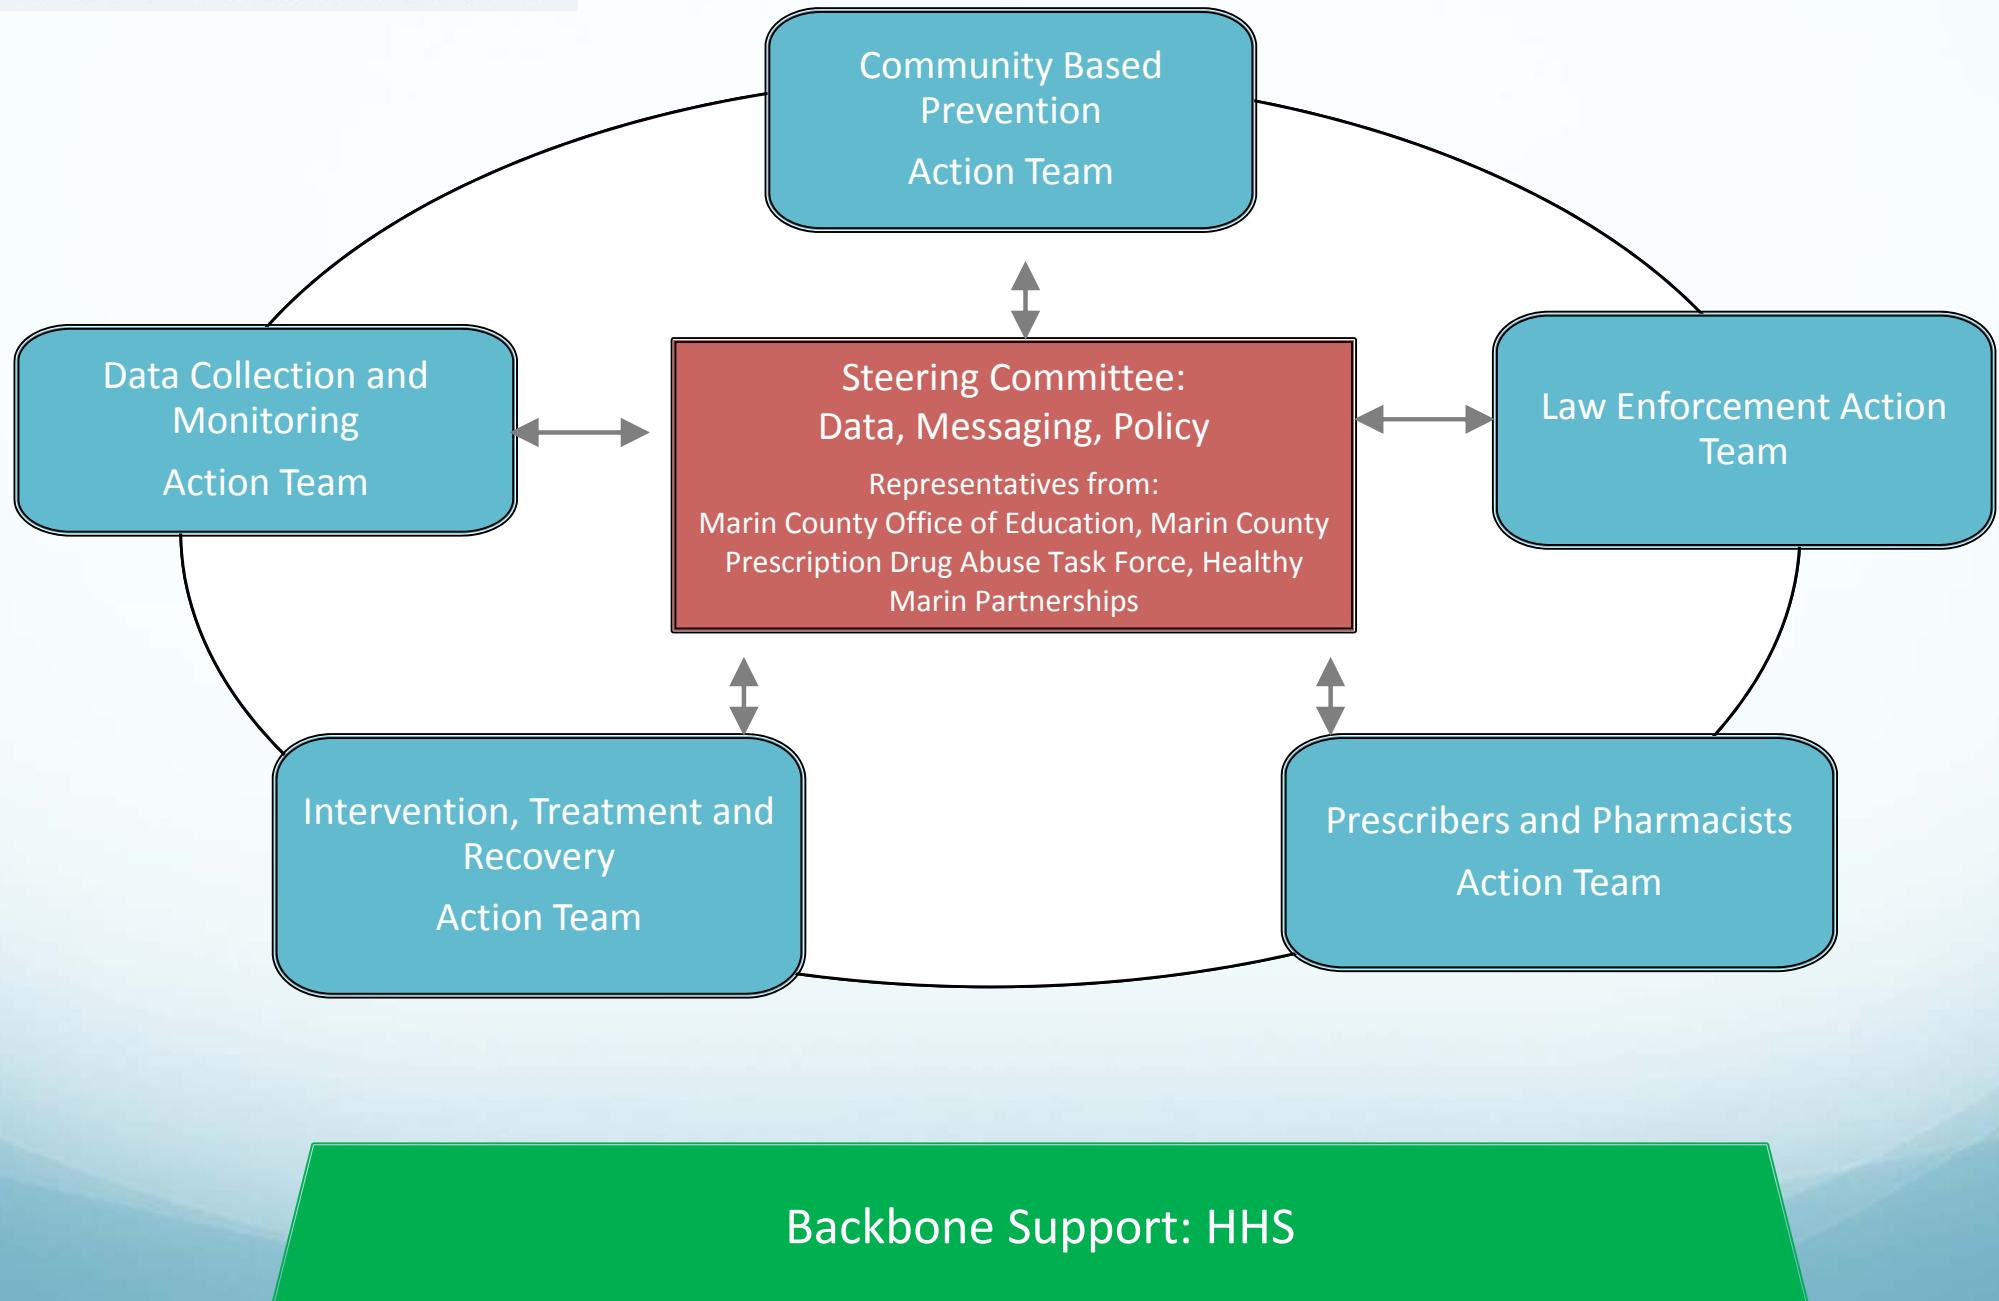 Community Based
Prevention
Action Team
Data Collection and
Monitoring
Action Team
Steering Committee:
Data, Messaging, Policy
Representatives from:
Marin County Office of Education, Marin County
Prescription Drug Abuse Task Force, Healthy
Marin Partnerships
Law Enforcement Action
Team
Intervention, Treatment and
Recovery
Action Team
Prescribers and Pharmacists
Action Team
Backbone Support: HHS